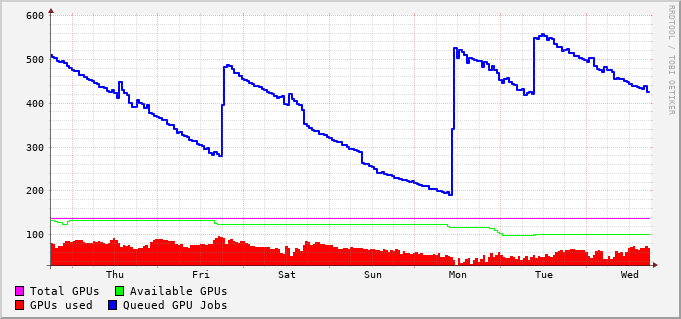 600
500
400
300
200
100
Thu Fri Sat Sun Mon Tue Wed
RRDTOOL / TOBI OETIKER
Total GPUs Available GPUs
GPUs used Queued GPU Jobs